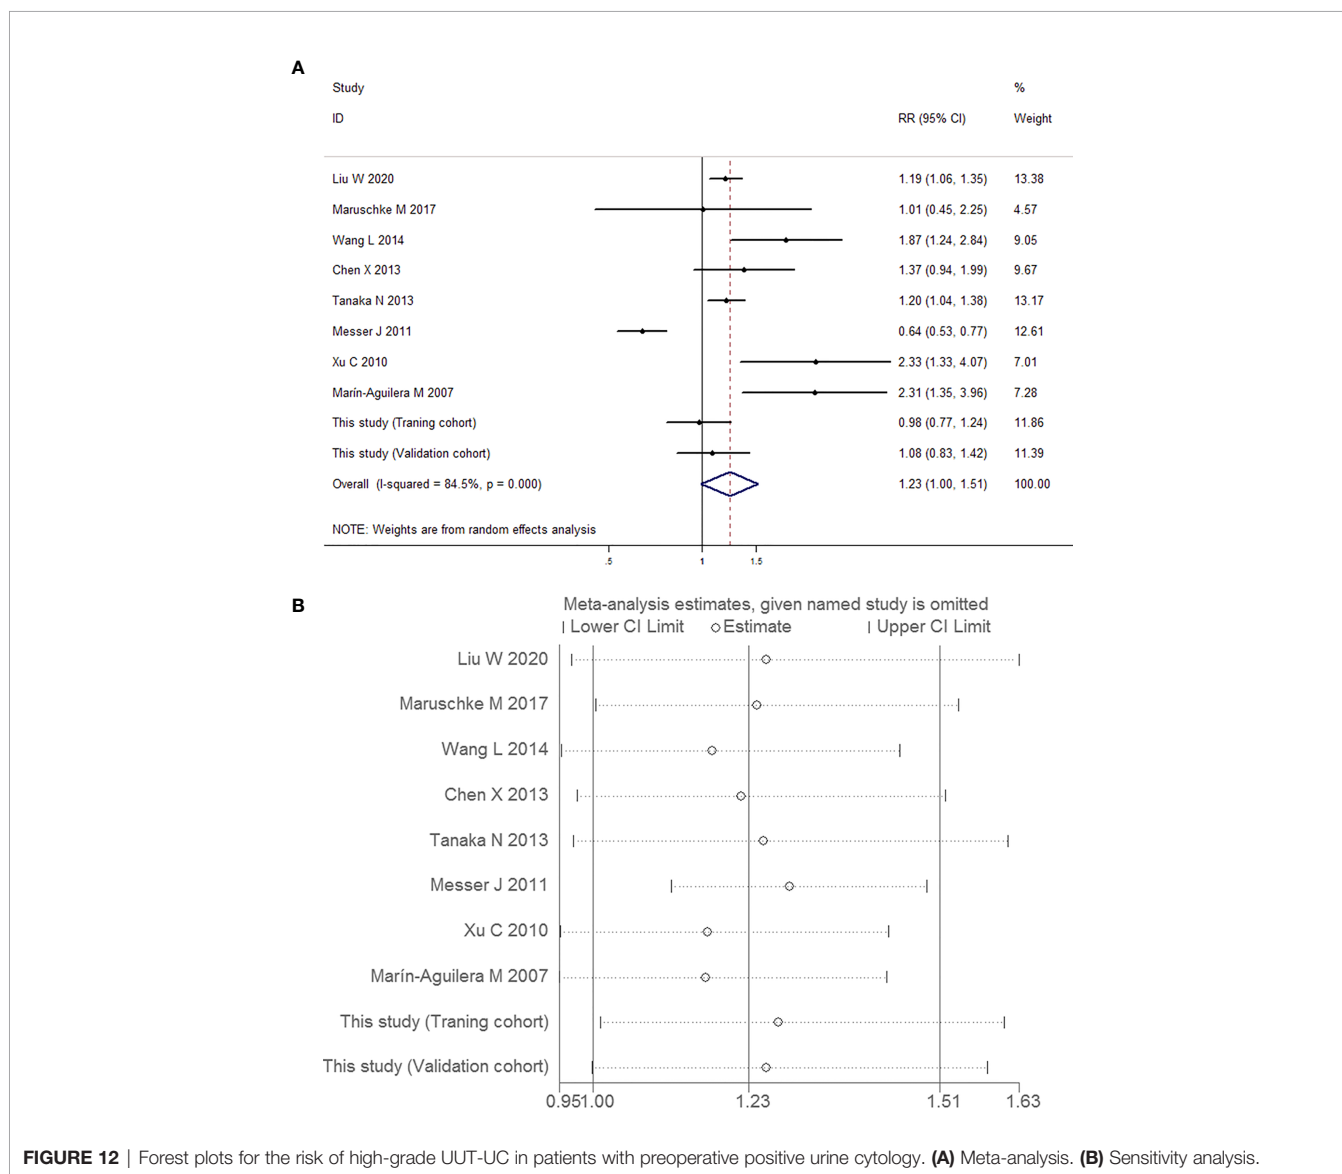 A
Study %
ID RR (95% CI) Weight
Liu W 2020 1.19 (1.06, 1.35) 13.38
Maruschke M 2017 1.01 (0.45, 2.25) 4.57
Wang L 2014 1.87 (1.24, 2.84) 9.05
Chen X 2013 1.37 (0.94, 1.99) 9.67
Tanaka N 2013 1.20 (1.04, 1.38) 13.17
Messer J 2011 0.64 (0.53, 0.77) 12.61
Xu C 2010 2.33 (1.33, 4.07) 7.01
Marín-Aguilera M 2007 2.31 (1.35, 3.96) 7.28
This study (Traning cohort) 0.98 (0.77, 1.24) 11.86
This study (Validation cohort) 1.08 (0.83, 1.42) 11.39
Overall (I-squared = 84.5%, p = 0.000) 1.23 (1.00, 1.51) 100.00
NOTE: Weights are from random effects analysis
.5 1 1.5
B
Meta-analysis estimates, given named study is omitted
| Lower CI Limit ○ Estimate | Upper CI Limit
Liu W 2020
Maruschke M 2017
Wang L 2014
Chen X 2013
Tanaka N 2013
Messer J 2011
Xu C 2010
Marín-Aguilera M 2007
This study (Traning cohort)
This study (Validation cohort)
0.95 1.00 1.23 1.51 1.63
FIGURE 12 | Forest plots for the risk of high-grade UUT-UC in patients with preoperative positive urine cytology. (A) Meta-analysis. (B) Sensitivity analysis.